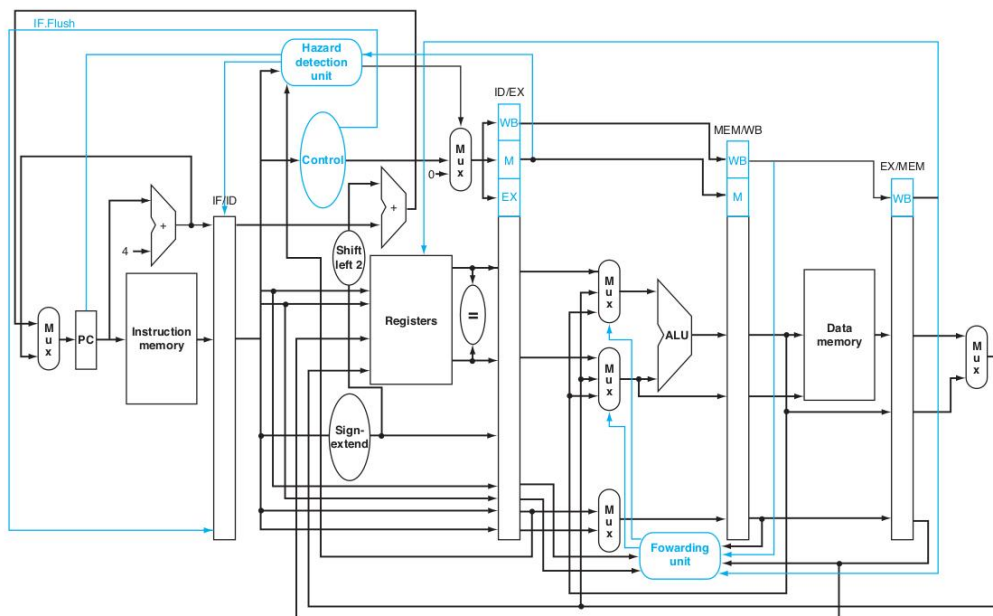 IF.Flush
Hazard
detection
unit
ID/EX
WB
M
u
x
MEM/WB
Control
M
WB
EX/MEM
0
EX
M
WB
IF/ID
+
+
4
Shift
left 2
M
u
x
M
u
x
PC
Instruction
memory
Registers
=
ALU
Data
memory
M
u
x
M
u
x
Sign-
extend
M
u
x
Fowarding
unit